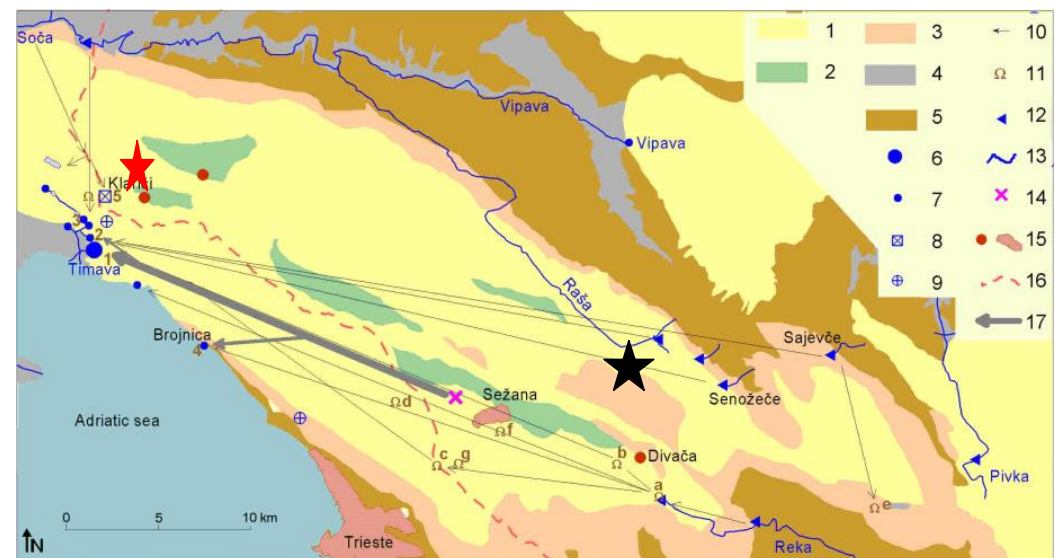 Soča
Vipava
Vipava
Klariči
5
3
2
1
Timava
Raša
Brojnica
4
Sajevče
Senožeče
Sežana
d
f
c
g
b
Divača
a
e
Pivka
Reka
Adriatic sea
Trieste
0 5 10 km
N
1
2
3
4
5
6
7
8
9
10
11
12
13
14
15
16
17